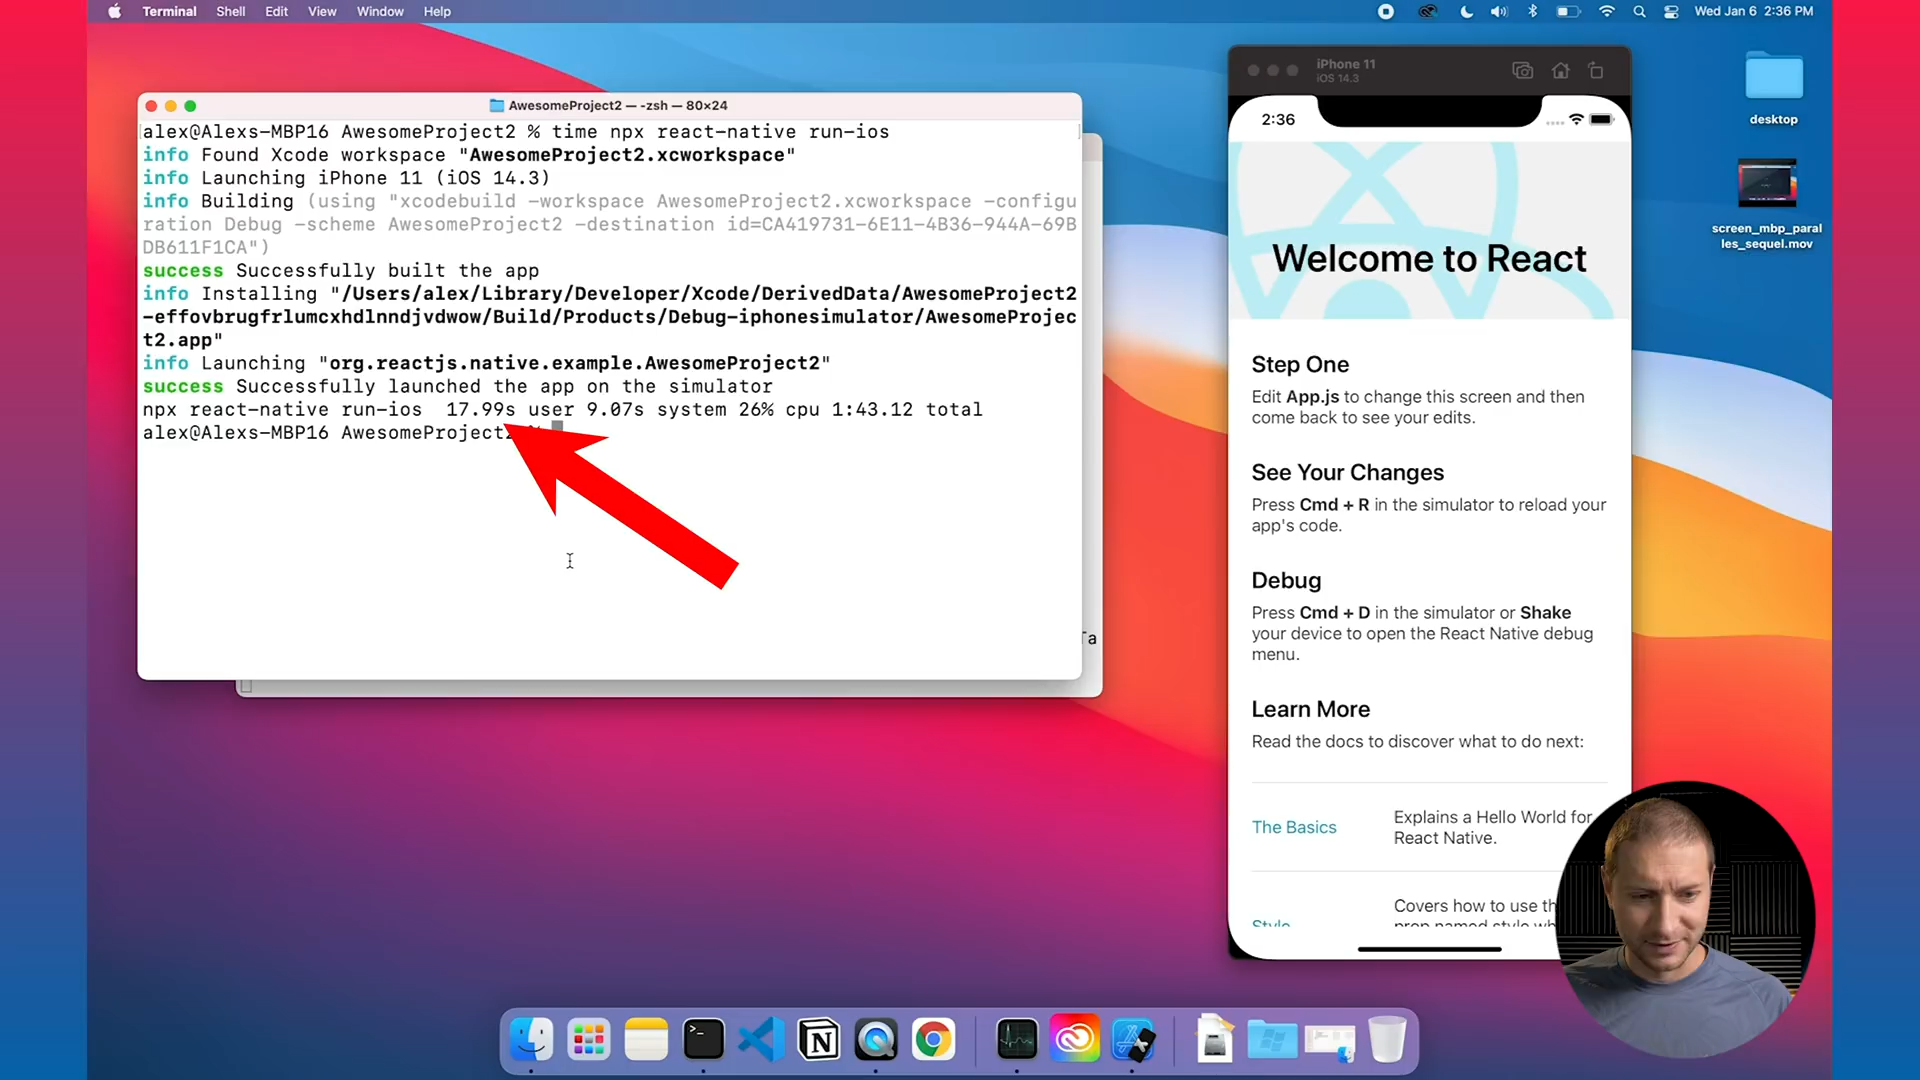 Terminal Shell Edit View Window Help
Wed Jan 6 2:36 PM
AwesomeProject2 — -zsh — 80×24
alex@Alexs-MBP16 AwesomeProject2 % time npx react-native run-ios
info Found Xcode workspace "AwesomeProject2.xcworkspace"
info Launching iPhone 11 (iOS 14.3)
info Building (using "xcodebuild -workspace AwesomeProject2.xcworkspace -configu
ration Debug -scheme AwesomeProject2 -destination id=CA419731-6E11-4B36-944A-69B
DB611F1CA")
success Successfully built the app
info Installing "/Users/alex/Library/Developer/Xcode/DerivedData/AwesomeProject2
-effovbrugfrlumcxhdlnndjvdwow/Build/Products/Debug-iphonesimulator/AwesomeProjec
t2.app"
info Launching "org.reactjs.native.example.AwesomeProject2"
success Successfully launched the app on the simulator
npx react-native run-ios 17.99s user 9.07s system 26% cpu 1:43.12 total
alex@Alexs-MBP16 AwesomeProject2 %
Ta
iPhone 11
iOS 14.3
2:36
Welcome to React
Step One
Edit App.js to change this screen and then
come back to see your edits.
See Your Changes
Press Cmd + R in the simulator to reload your
app's code.
Debug
Press Cmd + D in the simulator or Shake
your device to open the React Native debug
menu.
Learn More
Read the docs to discover what to do next:
The Basics
Explains a Hello World for
React Native.
Style
Covers how to use th
prop named style wh
desktop
screen_mbp_paral
les_sequel.mov